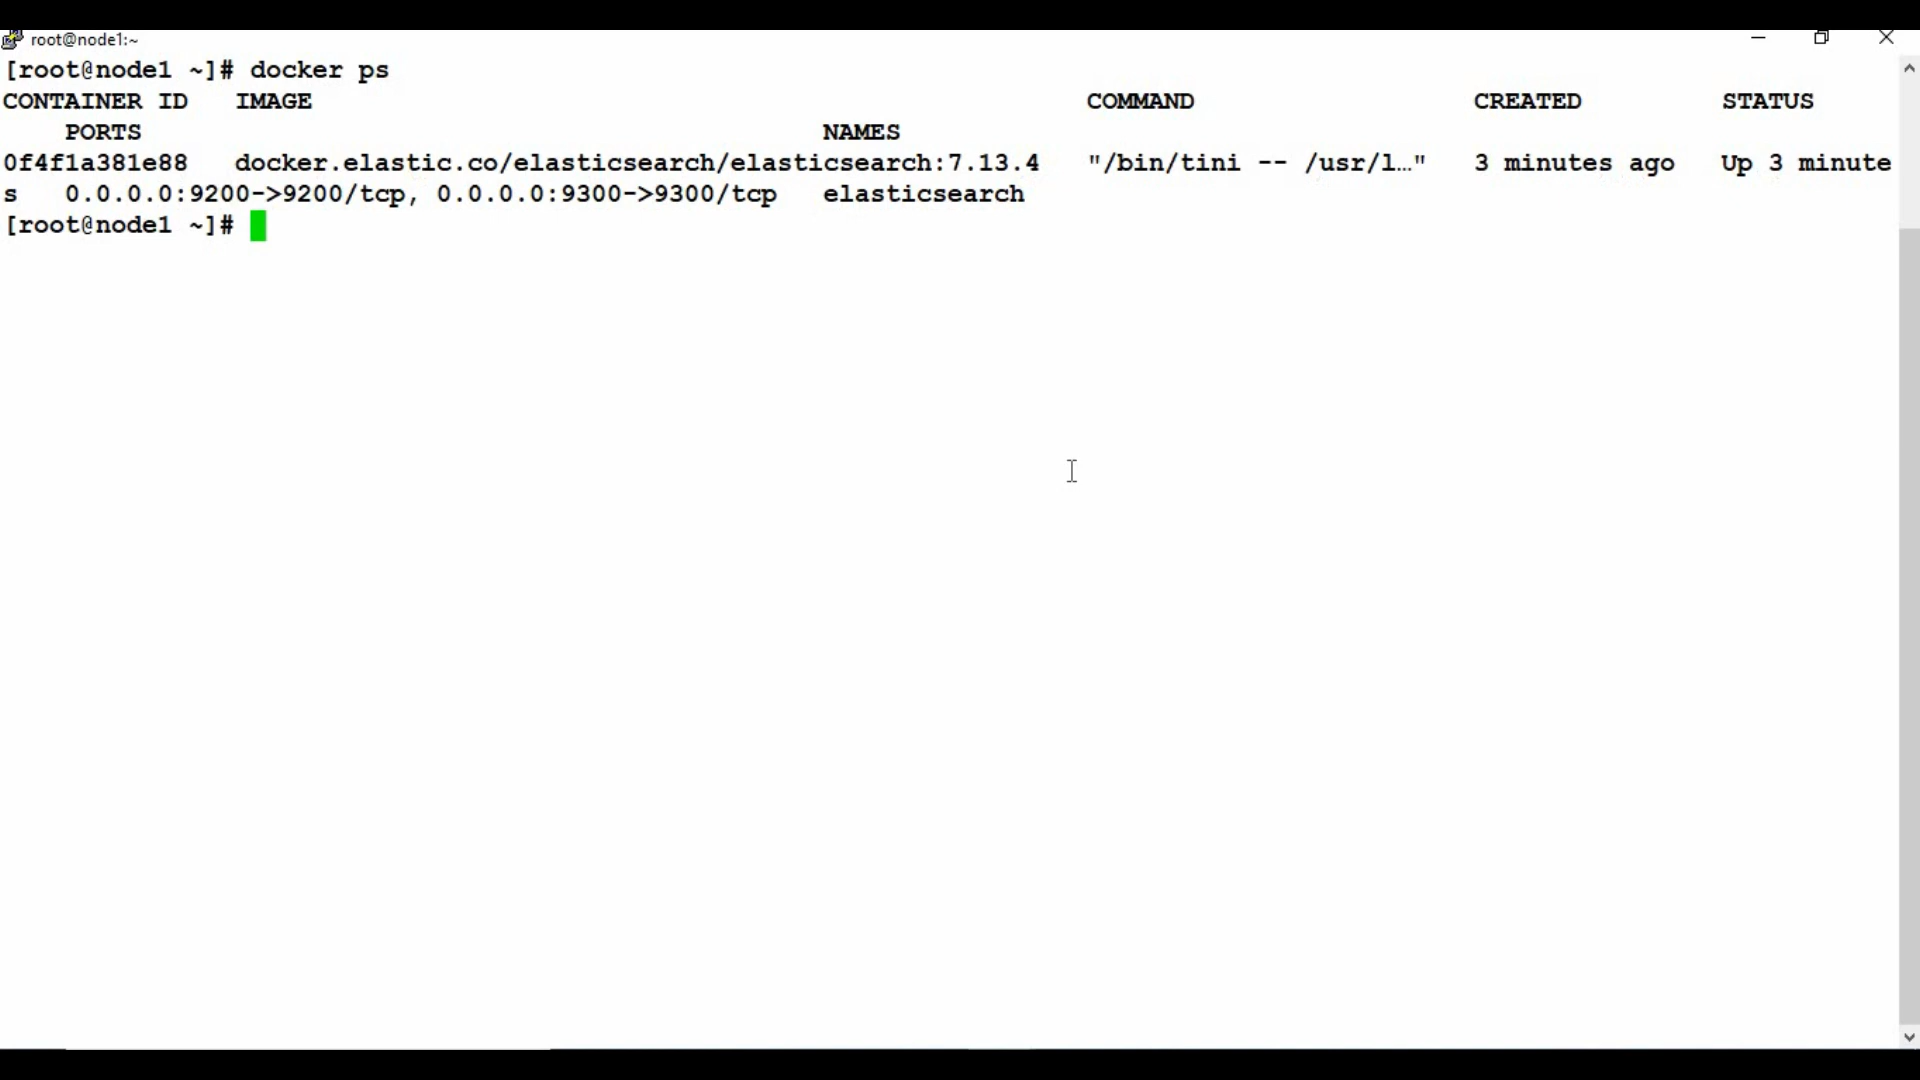 root@node1:~
[root@node1 ~]# docker ps
CONTAINER ID   IMAGE                                                  COMMAND                  CREATED         STATUS
    PORTS                                            NAMES
0f4f1a381e88   docker.elastic.co/elasticsearch/elasticsearch:7.13.4   "/bin/tini -- /usr/l…"   3 minutes ago   Up 3 minute
s   0.0.0.0:9200->9200/tcp, 0.0.0.0:9300->9300/tcp   elasticsearch
[root@node1 ~]#